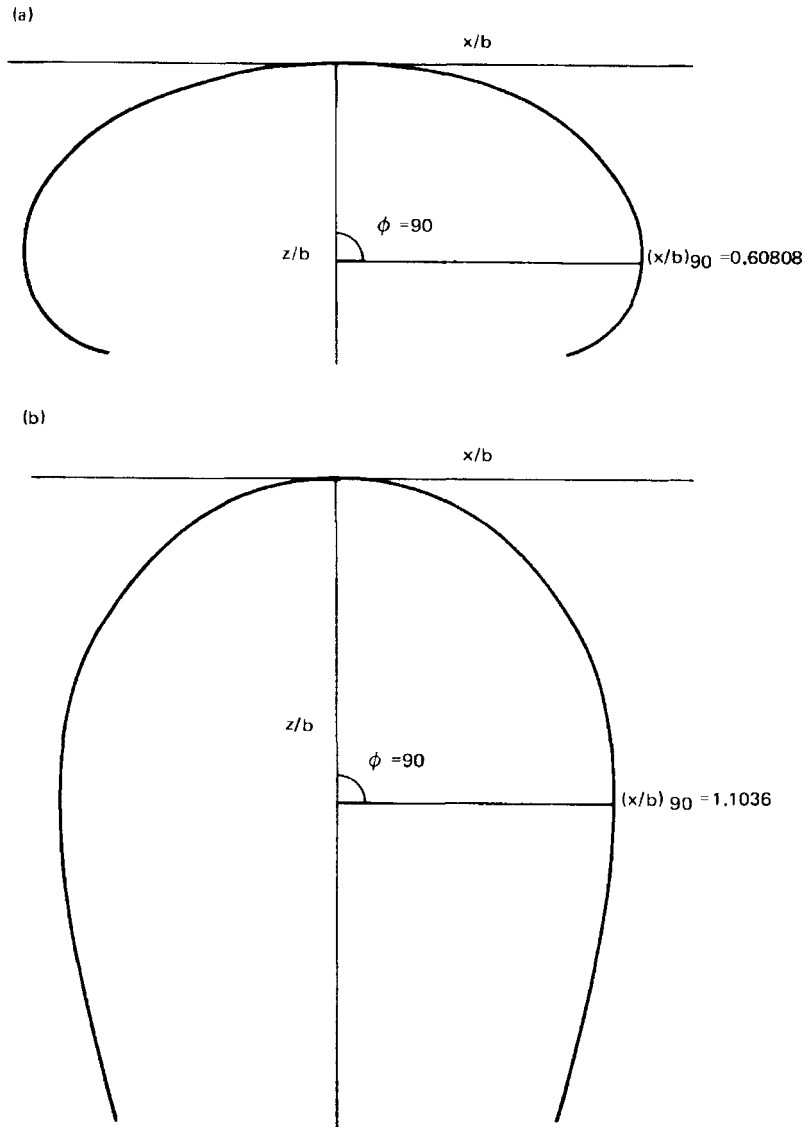 (a)
x/b
ϕ =90
z/b
(x/b)90 =0.60808
(b)
x/b
z/b
ϕ =90
(x/b) 90 =1.1036